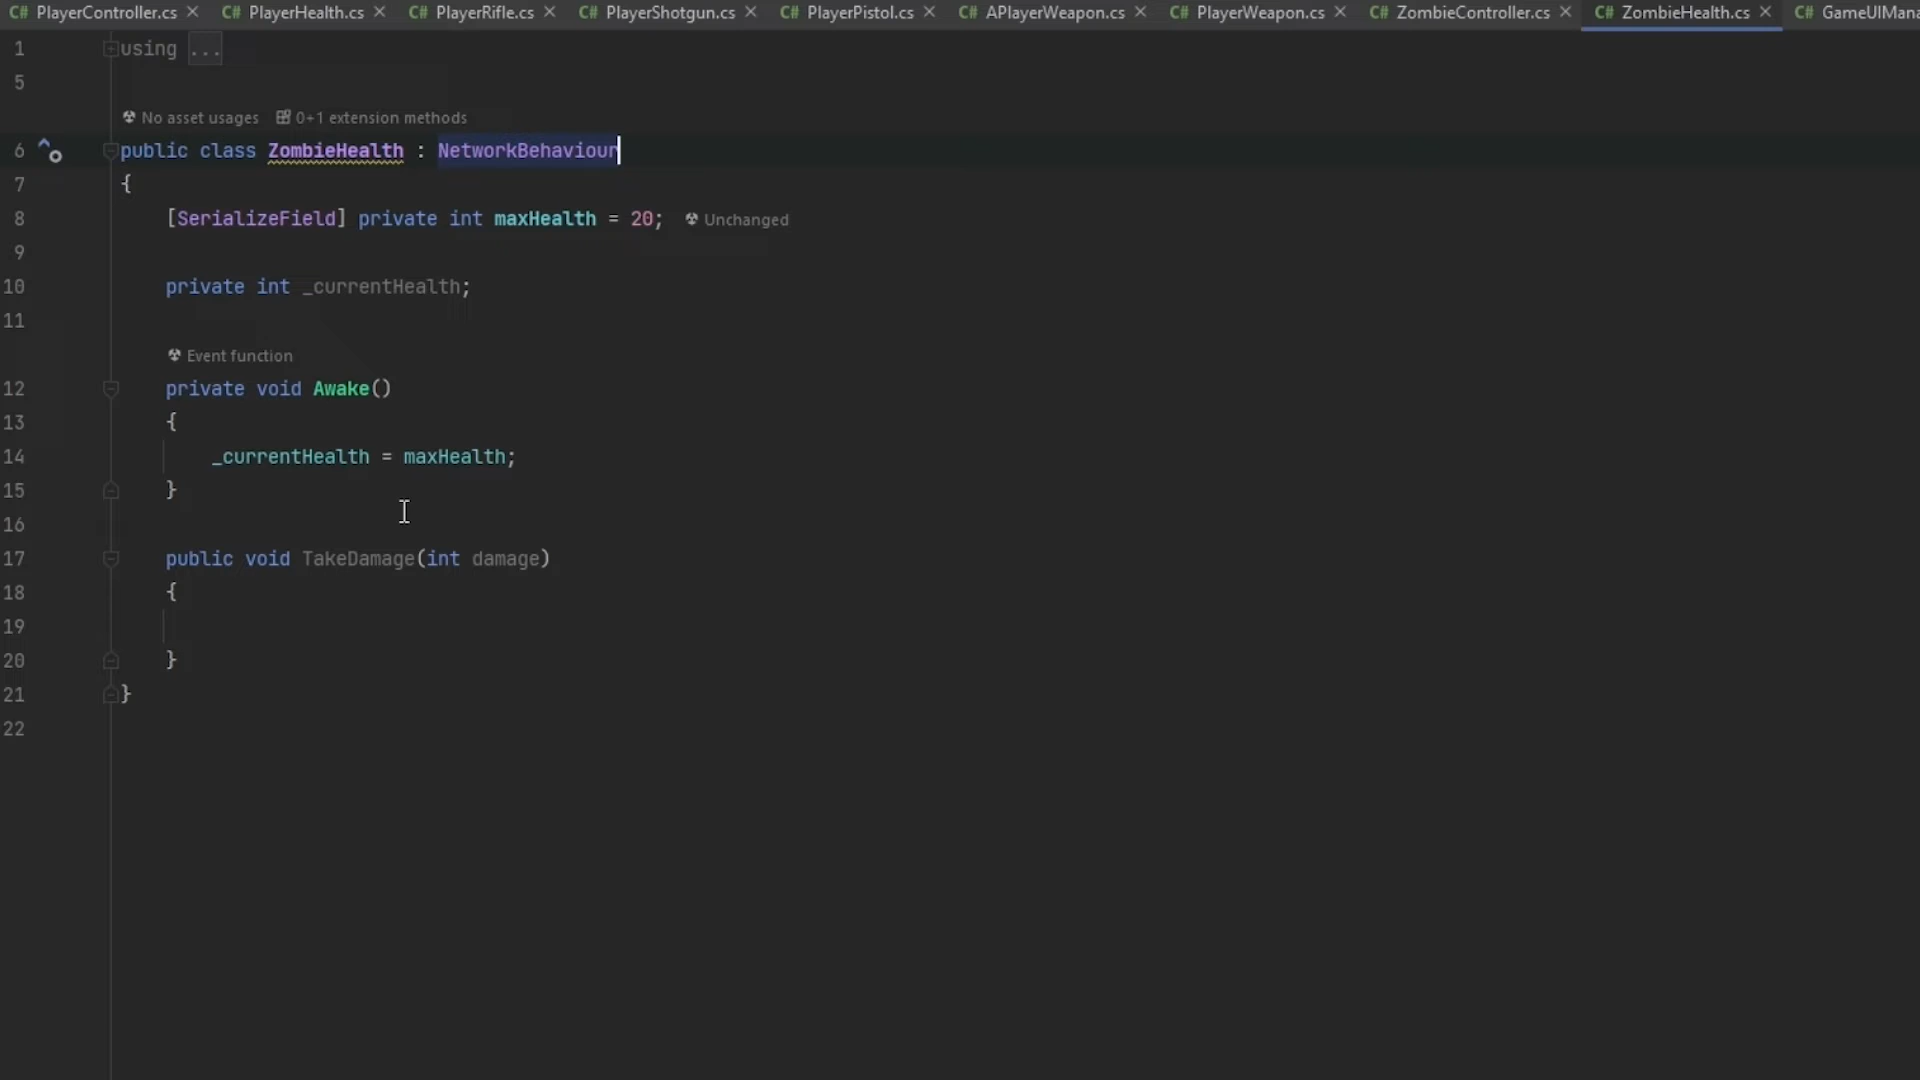 C# PlayerController.cs × C# PlayerHealth.cs × C# PlayerRifle.cs × C# PlayerShotgun.cs × C# PlayerPistol.cs × C# APlayerWeapon.cs × C# PlayerWeapon.cs × C# ZombieController.cs × C# ZombieHealth.cs × C# GameUIMana
1 using ...
5
No asset usages 0+1 extension methods
6 public class ZombieHealth : NetworkBehaviour
7 {
8 [SerializeField] private int maxHealth = 20; Unchanged
9
10 private int _currentHealth;
11
Event function
12 private void Awake()
13 {
14 _currentHealth = maxHealth;
15 }
16
17 public void TakeDamage(int damage)
18 {
19
20 }
21 }
22